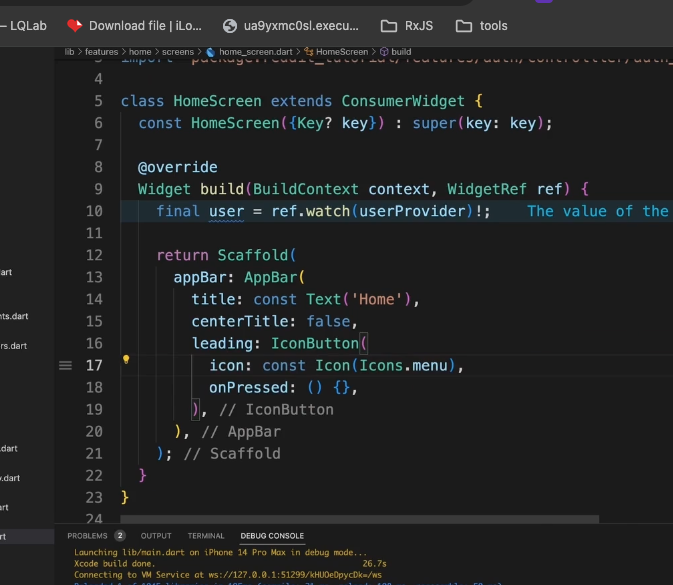 – LQLab Download file | iLo... ua9yxmc0sl.execu... RxJS tools
lib > features > home > screens > home_screen.dart > HomeScreen > build
4
5 class HomeScreen extends ConsumerWidget {
6 const HomeScreen({Key? key}) : super(key: key);
7
8 @override
9 Widget build(BuildContext context, WidgetRef ref) {
10 final user = ref.watch(userProvider)!; The value of the
11
12 return Scaffold(
13 appBar: AppBar(
14 title: const Text('Home'),
15 centerTitle: false,
16 leading: IconButton(
17 icon: const Icon(Icons.menu),
18 onPressed: () {},
19 ), // IconButton
20 ), // AppBar
21 ); // Scaffold
22 }
23 }
24
art
nts.dart
rs.dart
.dart
y.dart
art
rt
PROBLEMS 2 OUTPUT TERMINAL DEBUG CONSOLE
Launching lib/main.dart on iPhone 14 Pro Max in debug mode...
Xcode build done. 26.7s
Connecting to VM Service at ws://127.0.0.1:51299/kHUOeDpycDk=/ws